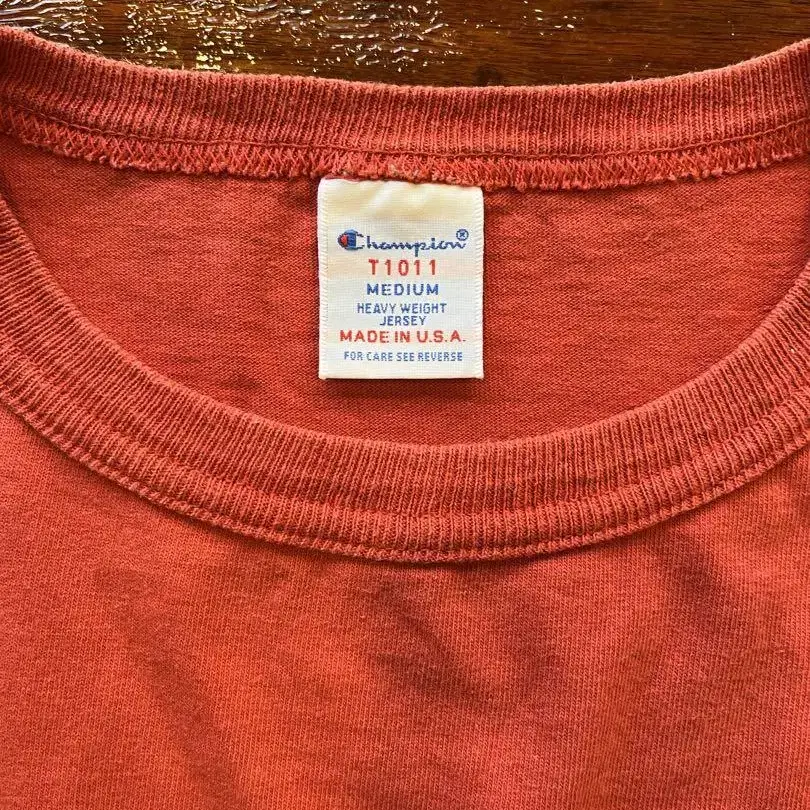 Champion®
T1011
MEDIUM
HEAVY WEIGHT
JERSEY
MADE IN U.S.A.
FOR CARE SEE REVERSE